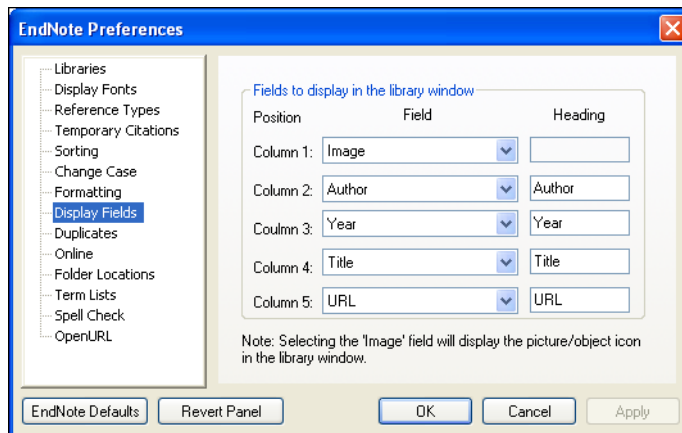 EndNote Preferences
Libraries
Display Fonts
Reference Types
Temporary Citations
Sorting
Change Case
Formatting
Display Fields
Duplicates
Online
Folder Locations
Term Lists
Spell Check
OpenURL
Fields to display in the library window
Position Field Heading
Column 1: Image
Column 2: Author Author
Coulmn 3: Year Year
Column 4: Title Title
Column 5: URL URL
Note: Selecting the 'Image' field will display the picture/object icon
in the library window.
EndNote Defaults Revert Panel OK Cancel Apply